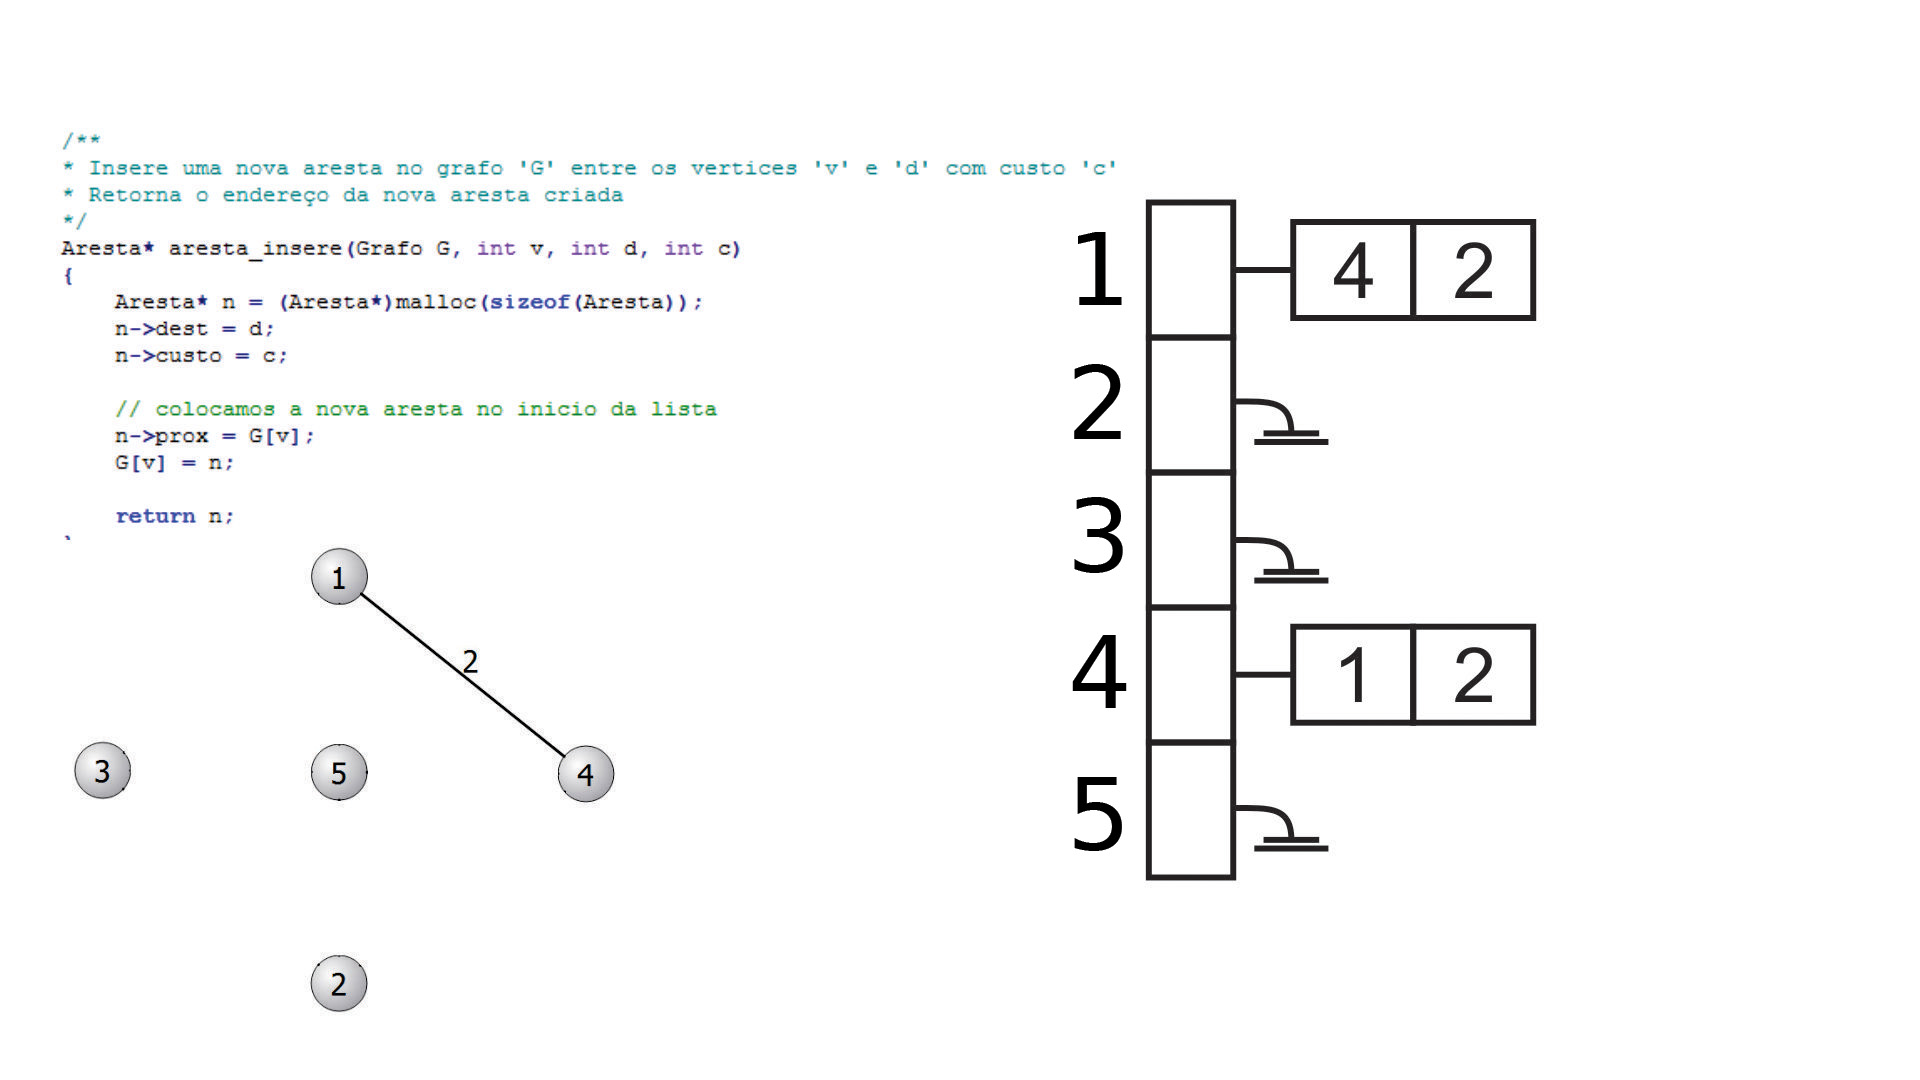 /**
* Insere uma nova aresta no grafo 'G' entre os vertices 'v' e 'd' com custo 'c'
* Retorna o endereço da nova aresta criada
*/
Aresta* aresta_insere(Grafo G, int v, int d, int c)
{
    Aresta* n = (Aresta*)malloc(sizeof(Aresta));
    n->dest = d;
    n->custo = c;
    // colocamos a nova aresta no inicio da lista
    n->prox = G[v];
    G[v] = n;
    return n;
1
2
3
5
4
2
1 4 2
2
3
4 1 2
5